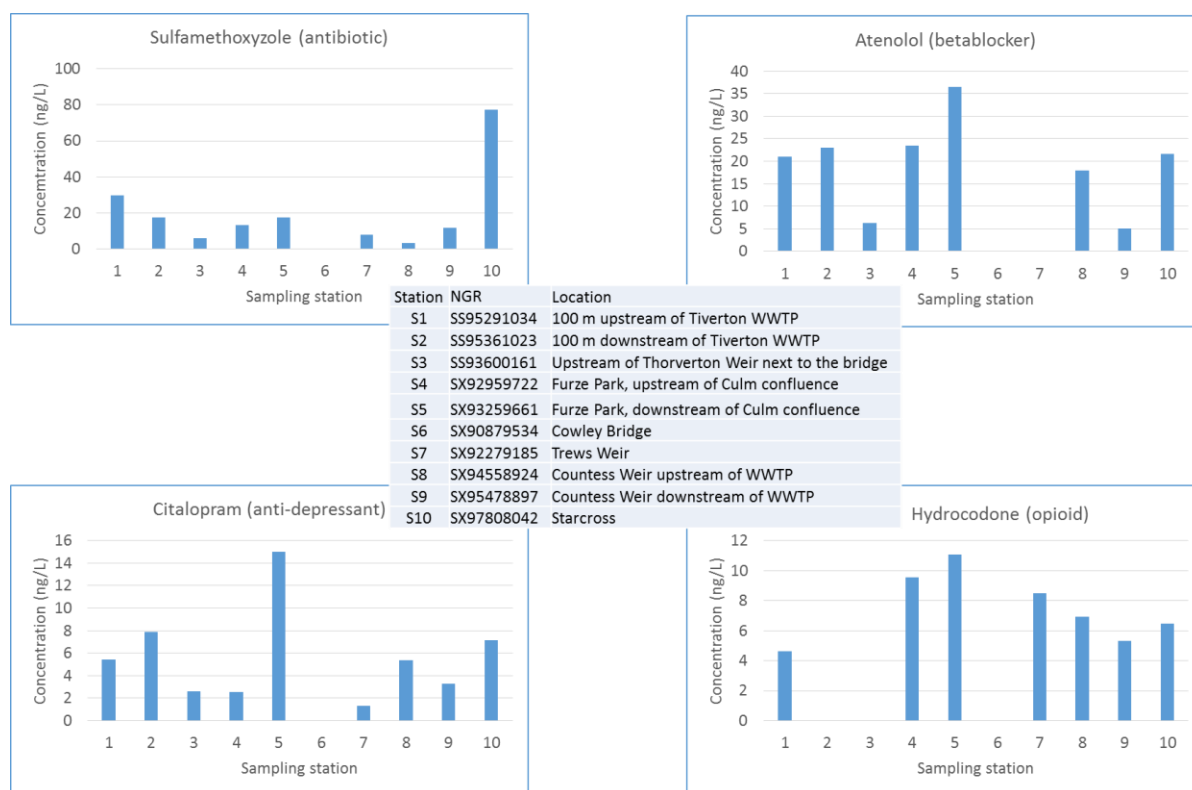 Sulfamethoxyzole (antibiotic)
Concemtration (ng/L)
100
80
60
40
20
0
1 2 3 4 5 6 7 8 9 10
Sampling station
Atenolol (betablocker)
Concentration (ng/L)
40
35
30
25
20
15
10
5
0
1 2 3 4 5 6 7 8 9 10
Sampling station
Station NGR Location
S1 SS95291034 100 m upstream of Tiverton WWTP
S2 SS95361023 100 m downstream of Tiverton WWTP
S3 SS93600161 Upstream of Thorverton Weir next to the bridge
S4 SX92959722 Furze Park, upstream of Culm confluence
S5 SX93259661 Furze Park, downstream of Culm confluence
S6 SX90879534 Cowley Bridge
S7 SX92279185 Trews Weir
S8 SX94558924 Countess Weir upstream of WWTP
S9 SX95478897 Countess Weir downstream of WWTP
S10 SX97808042 Starcross
Citalopram (anti-depressant)
Concentration (ng/L)
16
14
12
10
8
6
4
2
0
1 2 3 4 5 6 7 8 9 10
Sampling station
Hydrocodone (opioid)
Concentration (ng/L)
12
10
8
6
4
2
0
1 2 3 4 5 6 7 8 9 10
Sampling station